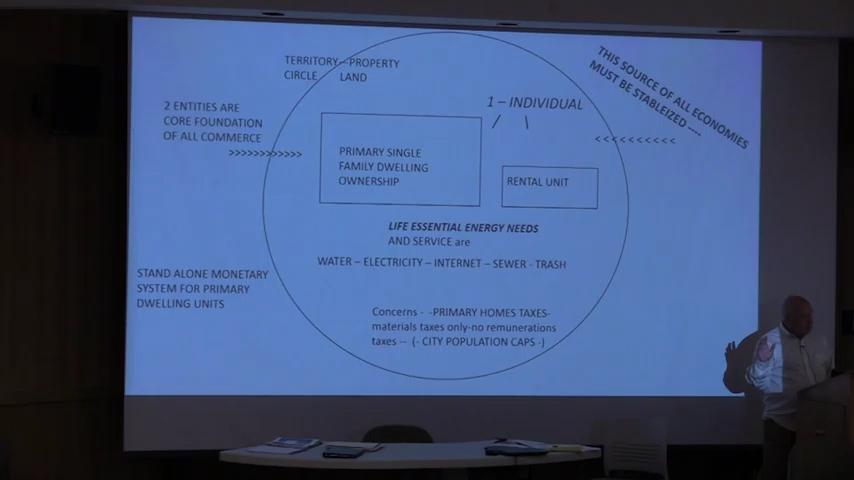 TERRITORY--PROPERTY
CIRCLE LAND
THIS SOURCE OF ALL ECONOMIES
MUST BE STABLEIZED ----
<<<<<<<<<<
2 ENTITIES ARE
CORE FOUNDATION
OF ALL COMMERCE
>>>>>>>>>>>>
1 – INDIVIDUAL
/ \
PRIMARY SINGLE
FAMILY DWELLING
OWNERSHIP
RENTAL UNIT
LIFE ESSENTIAL ENERGY NEEDS
AND SERVICE are
WATER – ELECTRICITY – INTERNET – SEWER - TRASH
STAND ALONE MONETARY
SYSTEM FOR PRIMARY
DWELLING UNITS
Concerns - -PRIMARY HOMES TAXES-
materials taxes only-no remunerations
taxes -- (- CITY POPULATION CAPS -)